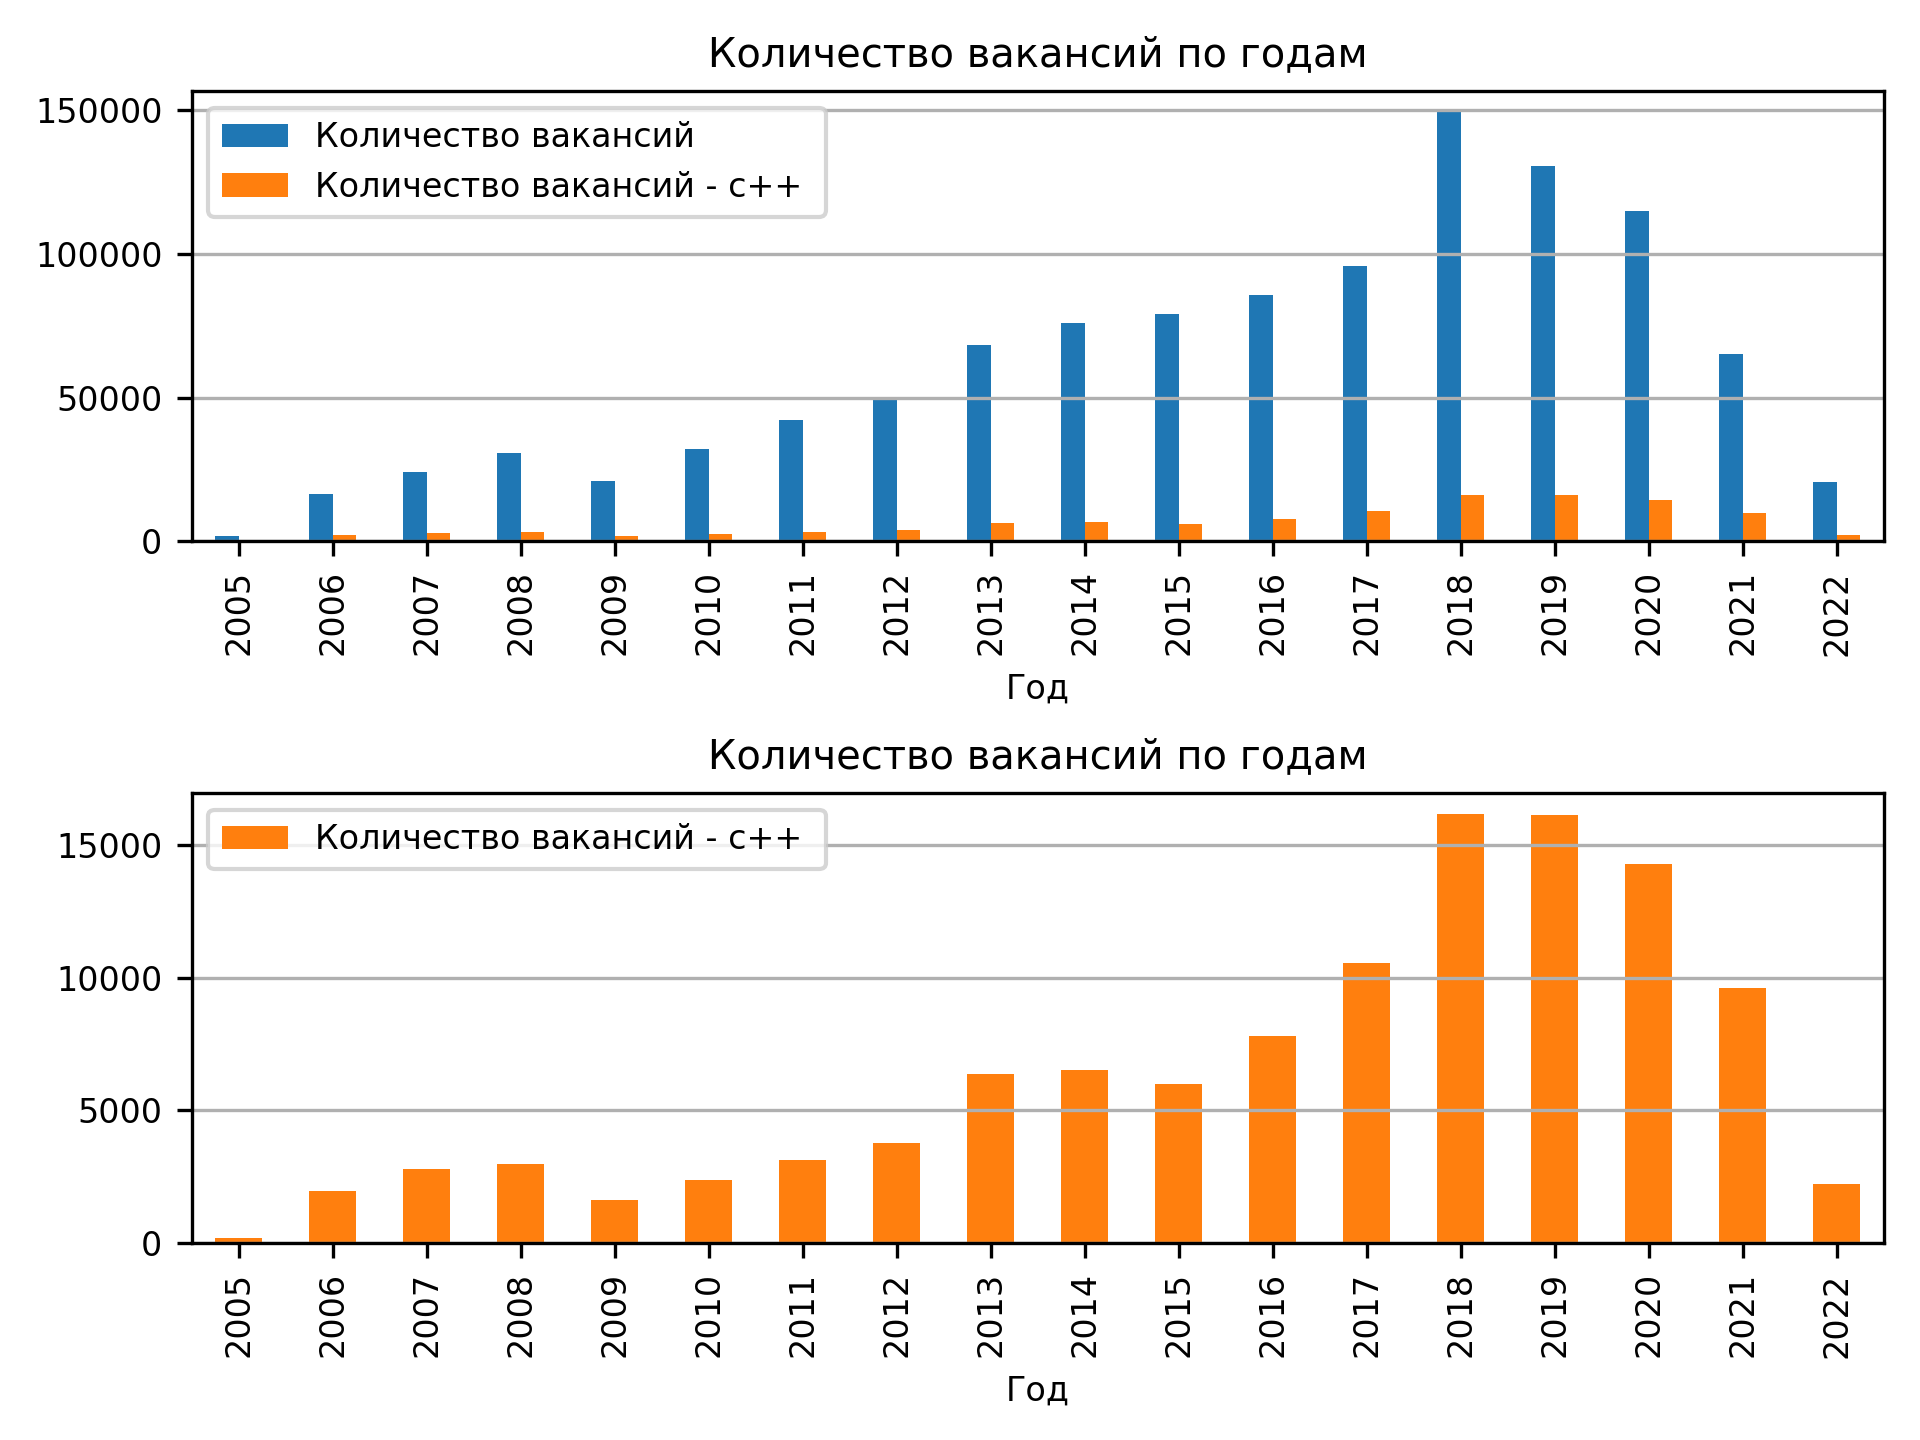 Количество вакансий по годам
150000
100000
50000
0
Количество вакансий
Количество вакансий - c++
2005 2006 2007 2008 2009 2010 2011 2012 2013 2014 2015 2016 2017 2018 2019 2020 2021 2022
Год
Количество вакансий по годам
15000
10000
5000
0
Количество вакансий - c++
2005 2006 2007 2008 2009 2010 2011 2012 2013 2014 2015 2016 2017 2018 2019 2020 2021 2022
Год